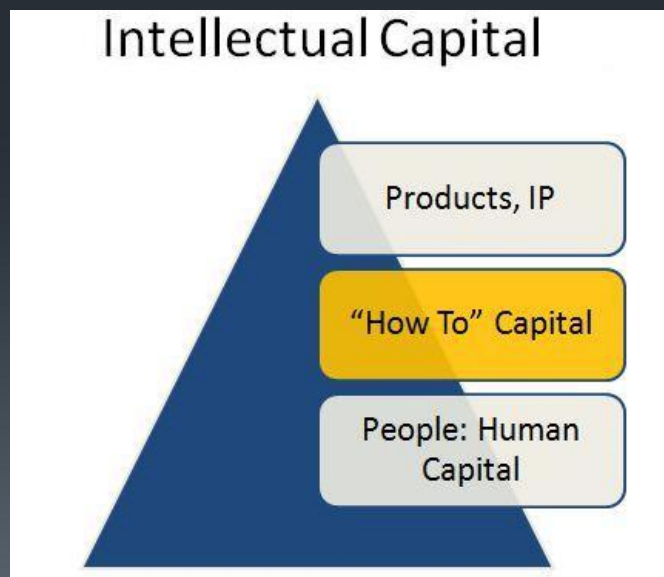 Intellectual Capital
Products, IP
“How To” Capital
People: Human
Capital